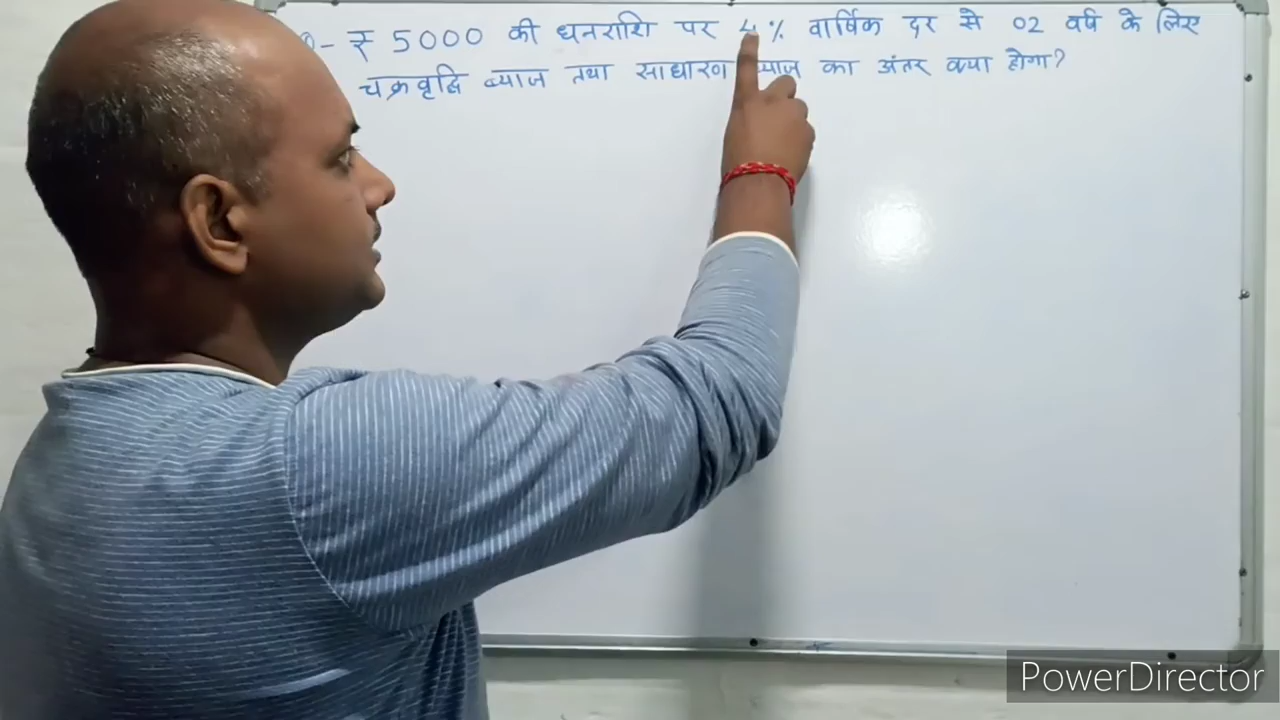 - ₹ 5000 की धनराशि पर 4% वार्षिक दर से 02 वर्ष के लिए
चक्रवृद्धि ब्याज तथा साधारण ब्याज का अंतर क्या होगा?
PowerDirector